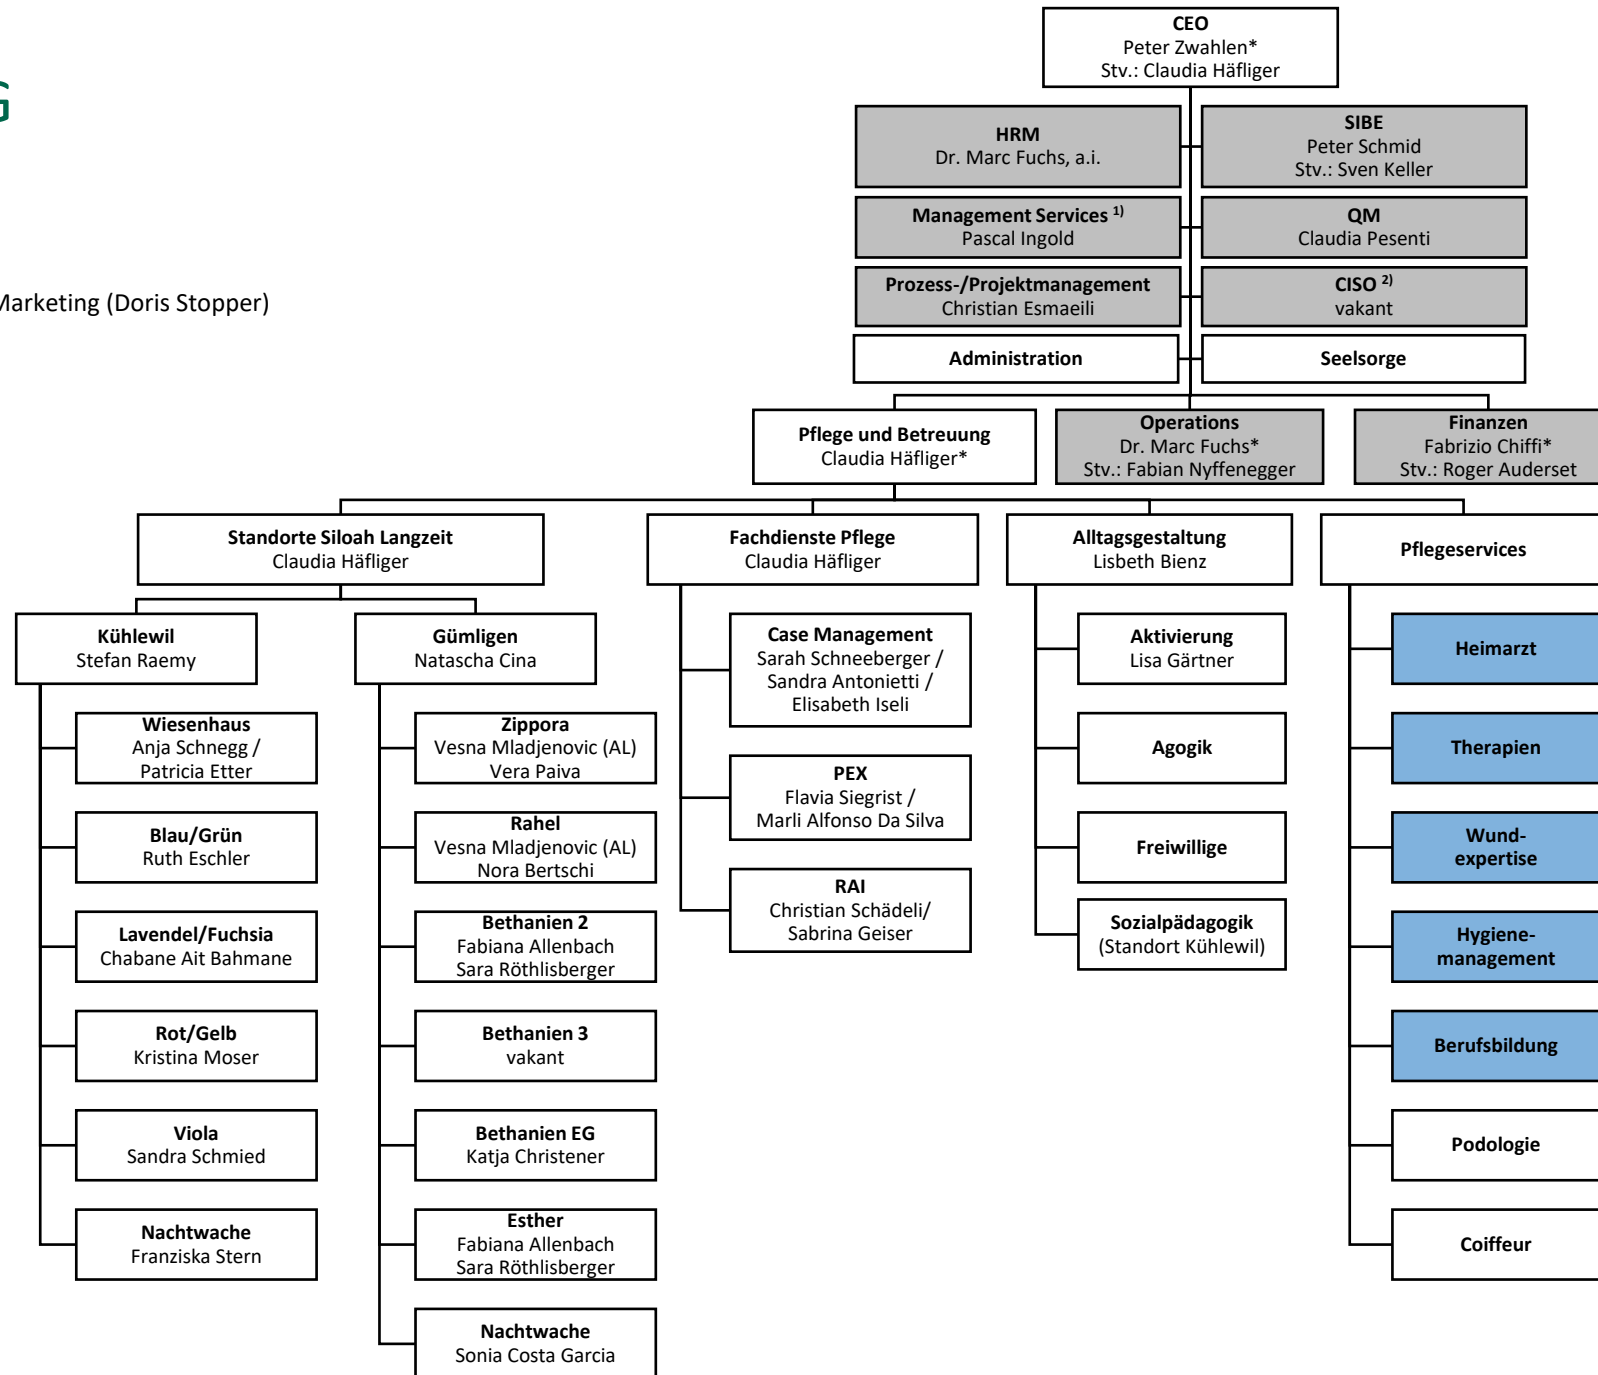 CEO
Peter Zwahlen*
Stv.: Claudia Häfliger
G
HRM
Dr. Marc Fuchs, a.i.
SIBE
Peter Schmid
Stv.: Sven Keller
Management Services 1)
Pascal Ingold
QM
Claudia Pesenti
Marketing (Doris Stopper)
Prozess-/Projektmanagement
Christian Esmaeili
CISO 2)
vakant
Administration
Seelsorge
Pflege und Betreuung
Claudia Häfliger*
Operations
Dr. Marc Fuchs*
Stv.: Fabian Nyffenegger
Finanzen
Fabrizio Chiffi*
Stv.: Roger Auderset
Standorte Siloah Langzeit
Claudia Häfliger
Fachdienste Pflege
Claudia Häfliger
Alltagsgestaltung
Lisbeth Bienz
Pflegeservices
Kühlewil
Stefan Raemy
Gümligen
Natascha Cina
Wiesenhaus
Anja Schnegg /
Patricia Etter
Blau/Grün
Ruth Eschler
Lavendel/Fuchsia
Chabane Ait Bahmane
Rot/Gelb
Kristina Moser
Viola
Sandra Schmied
Nachtwache
Franziska Stern
Zippora
Vesna Mladjenovic (AL)
Vera Paiva
Rahel
Vesna Mladjenovic (AL)
Nora Bertschi
Bethanien 2
Fabiana Allenbach
Sara Röthlisberger
Bethanien 3
vakant
Bethanien EG
Katja Christener
Esther
Fabiana Allenbach
Sara Röthlisberger
Nachtwache
Sonia Costa Garcia
Case Management
Sarah Schneeberger /
Sandra Antonietti /
Elisabeth Iseli
PEX
Flavia Siegrist /
Marli Alfonso Da Silva
RAI
Christian Schädeli/
Sabrina Geiser
Aktivierung
Lisa Gärtner
Agogik
Freiwillige
Sozialpädagogik
(Standort Kühlewil)
Heimarzt
Therapien
Wund-
expertise
Hygiene-
management
Berufsbildung
Podologie
Coiffeur